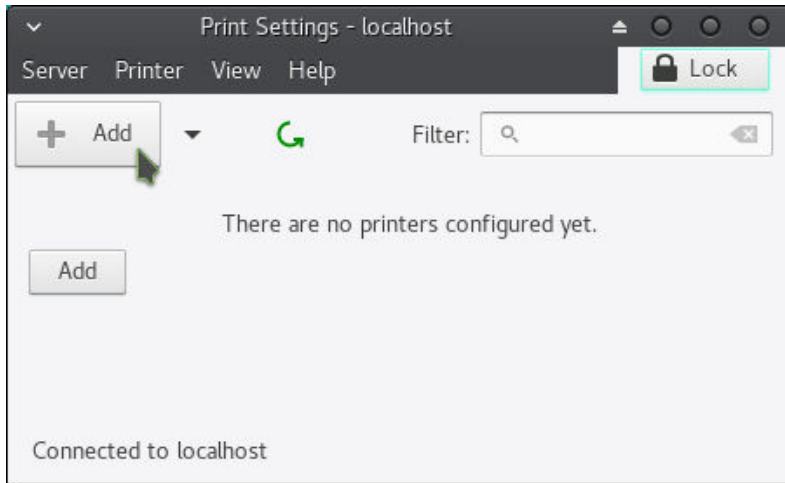 Print Settings - localhost
Server Printer View Help Lock
Add Filter:
There are no printers configured yet.
Add
Connected to localhost